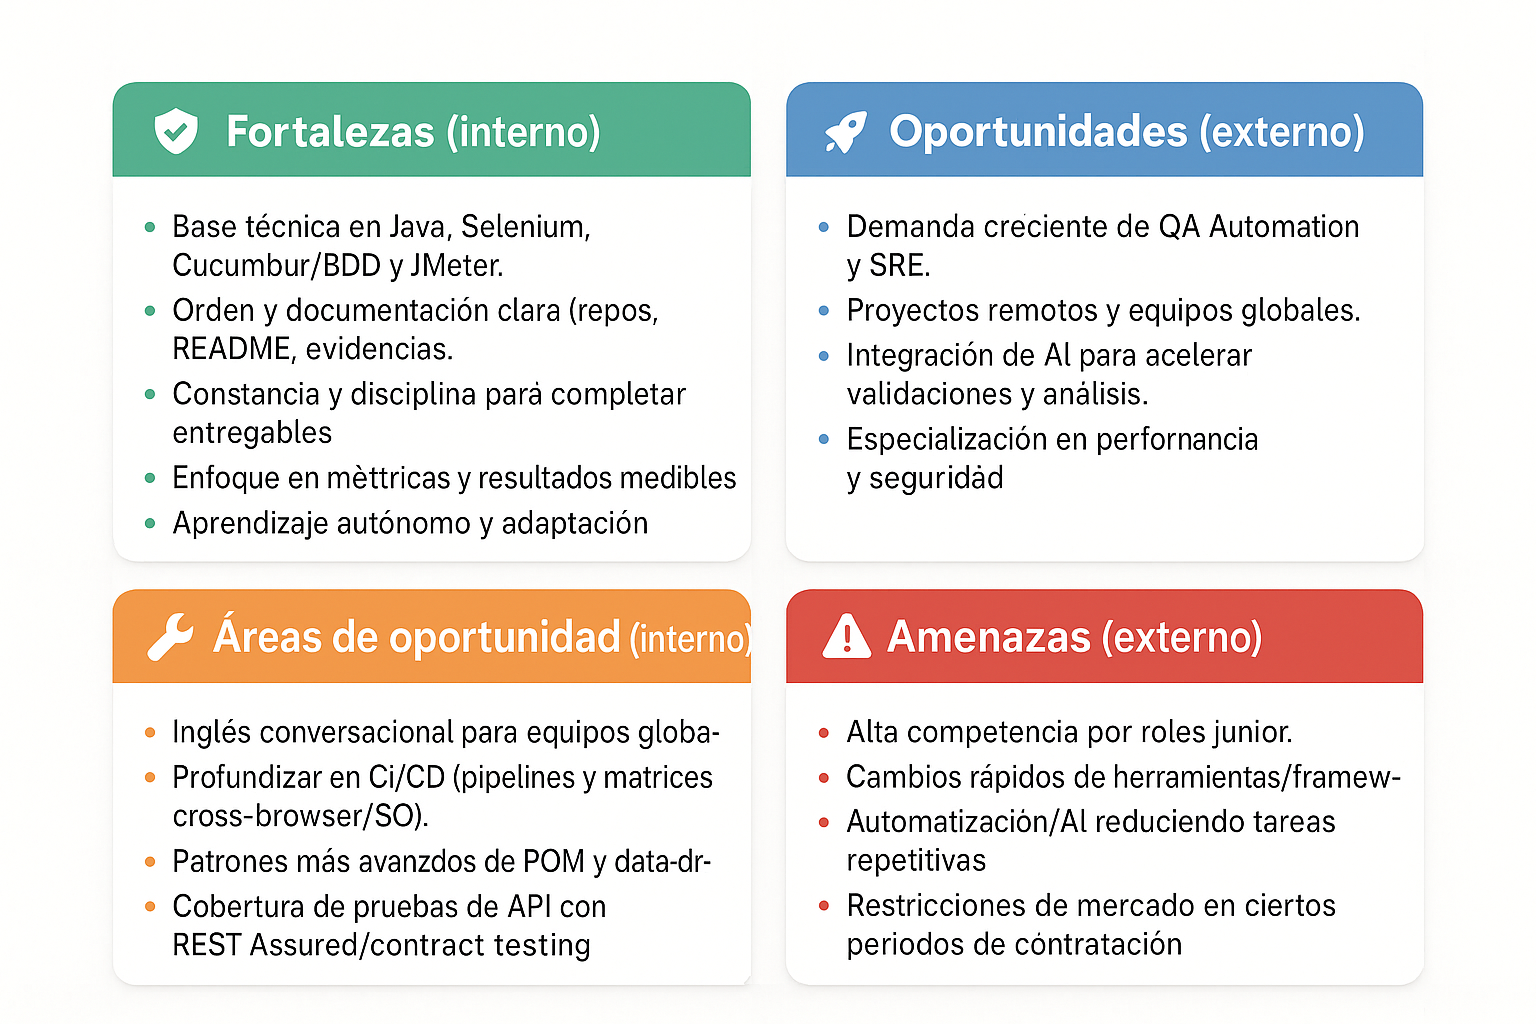 Fortalezas (interno)
Base técnica en Java, Selenium,
Cucumbur/BDD y JMeter.
Orden y documentación clara (repos,
README, evidencias.
Constancia y disciplina parȧ completar
entregables
Enfoque en mèttricas y resultados medibles
Aprendizaje autónomo y adaptación
Oportunidades (externo)
Demanda creciente de QA Automation
y SRE.
Proyectos remotos y equipos globales.
Integración de Al para acelerar
validaciones y análisis.
Especialización en perfornancia
y seguridȧd
Áreas de oportunidad (interno)
Inglés conversacional para equipos globa-
Profundizar en Ci/CD (pipelines y matrices
cross-browser/SO).
Patrones más avanzdos de POM y data-dr-
Cobertura de pruebas de API con
REST Assured/contract testing
Amenazas (externo)
Alta competencia por roles junior.
Cambios rápidos de herramientas/framew-
Automatización/Al reduciendo tareas
repetitivas
Restricciones de mercado en ciertos
periodos de cȯntratación